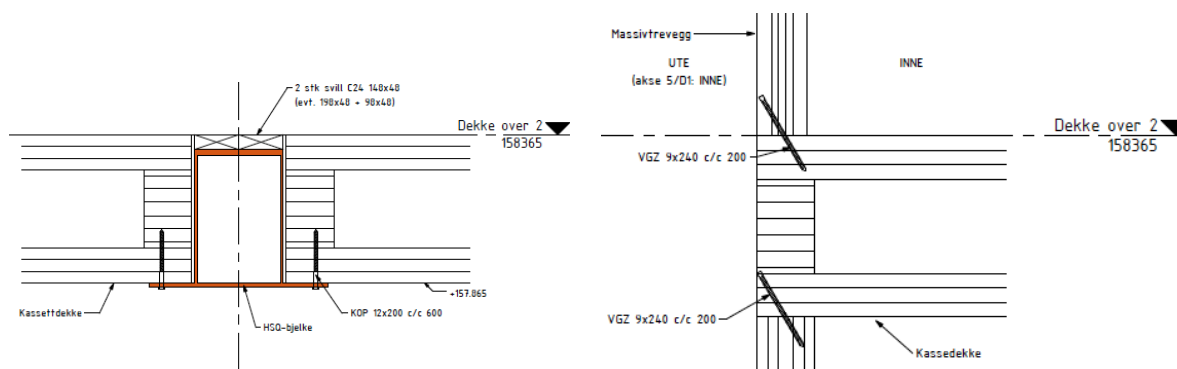 2 stk svill C24 148x48
(evt. 198x48 + 98x48)
Dekke over 2
158365
Kassettdekke
+157.865
KOP 12x200 c/c 600
HSQ-bjelke
Massivtrevegg
UTE
(akse 5/D1: INNE)
INNE
Dekke over 2
158365
VGZ 9x240 c/c 200
VGZ 9x240 c/c 200
Kassedekke